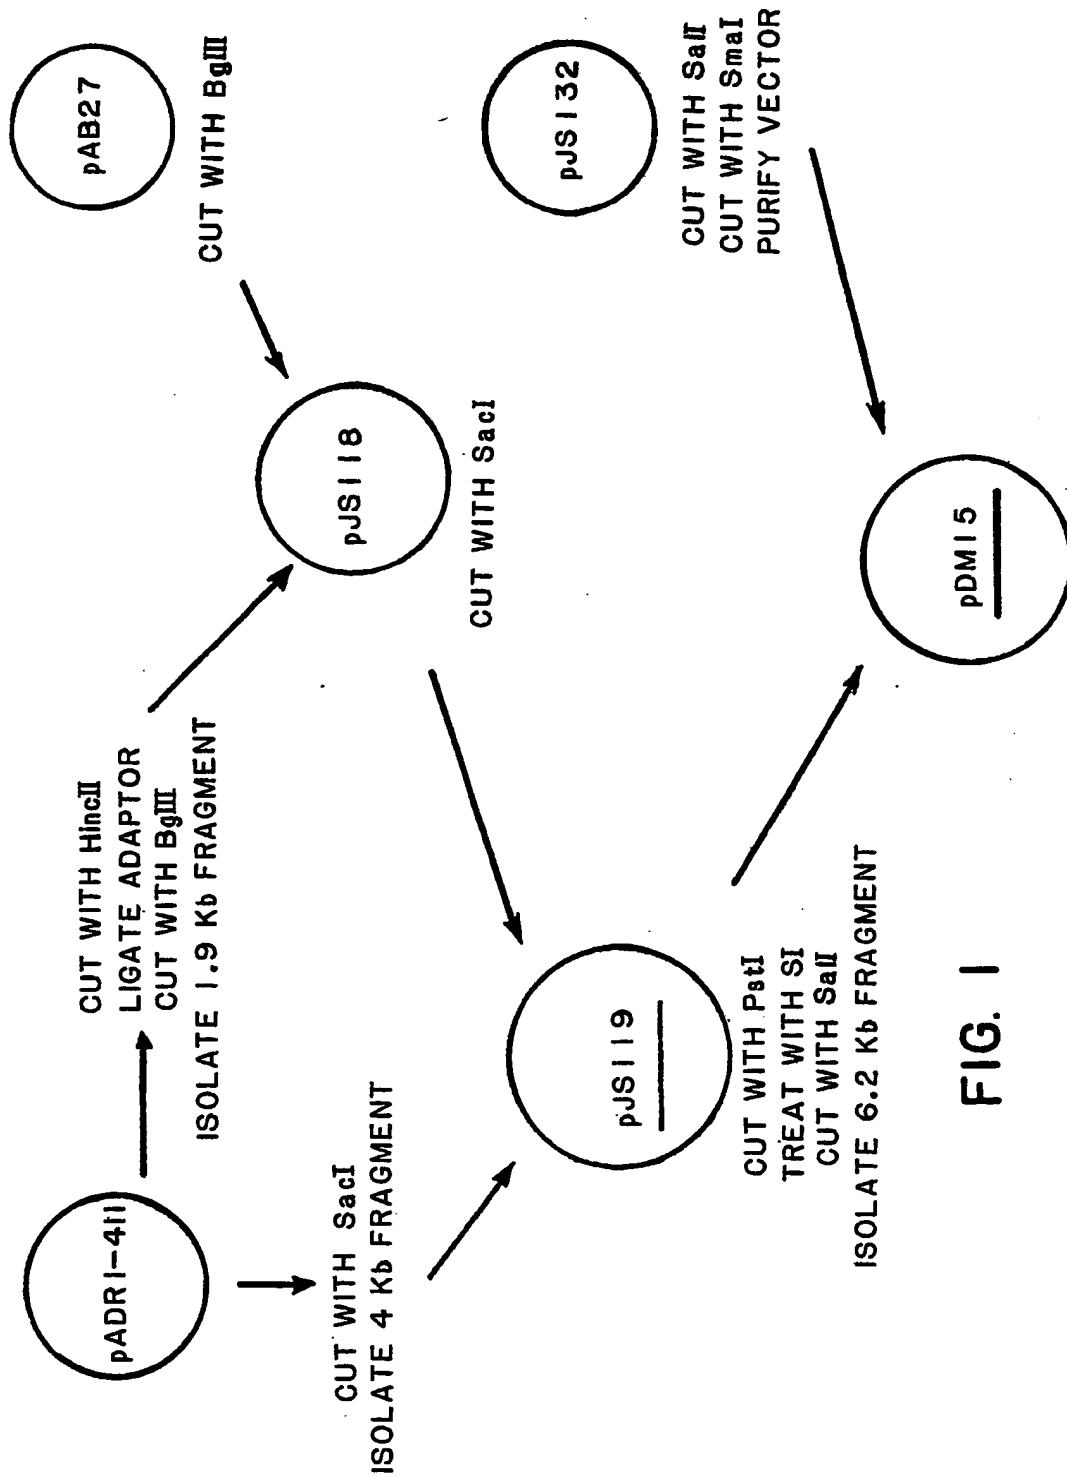 pADR1-411
CUT WITH HincII
LIGATE ADAPTOR
CUT WITH BglII
ISOLATE 1.9 Kb FRAGMENT
pAB27
CUT WITH BglII
pJS118
CUT WITH SacI
CUT WITH SacI
ISOLATE 4 Kb FRAGMENT
pJS119
CUT WITH PstI
TREAT WITH S1
CUT WITH SalI
ISOLATE 6.2 Kb FRAGMENT
pJS132
CUT WITH SalI
CUT WITH SmaI
PURIFY VECTOR
pDM15
FIG. 1